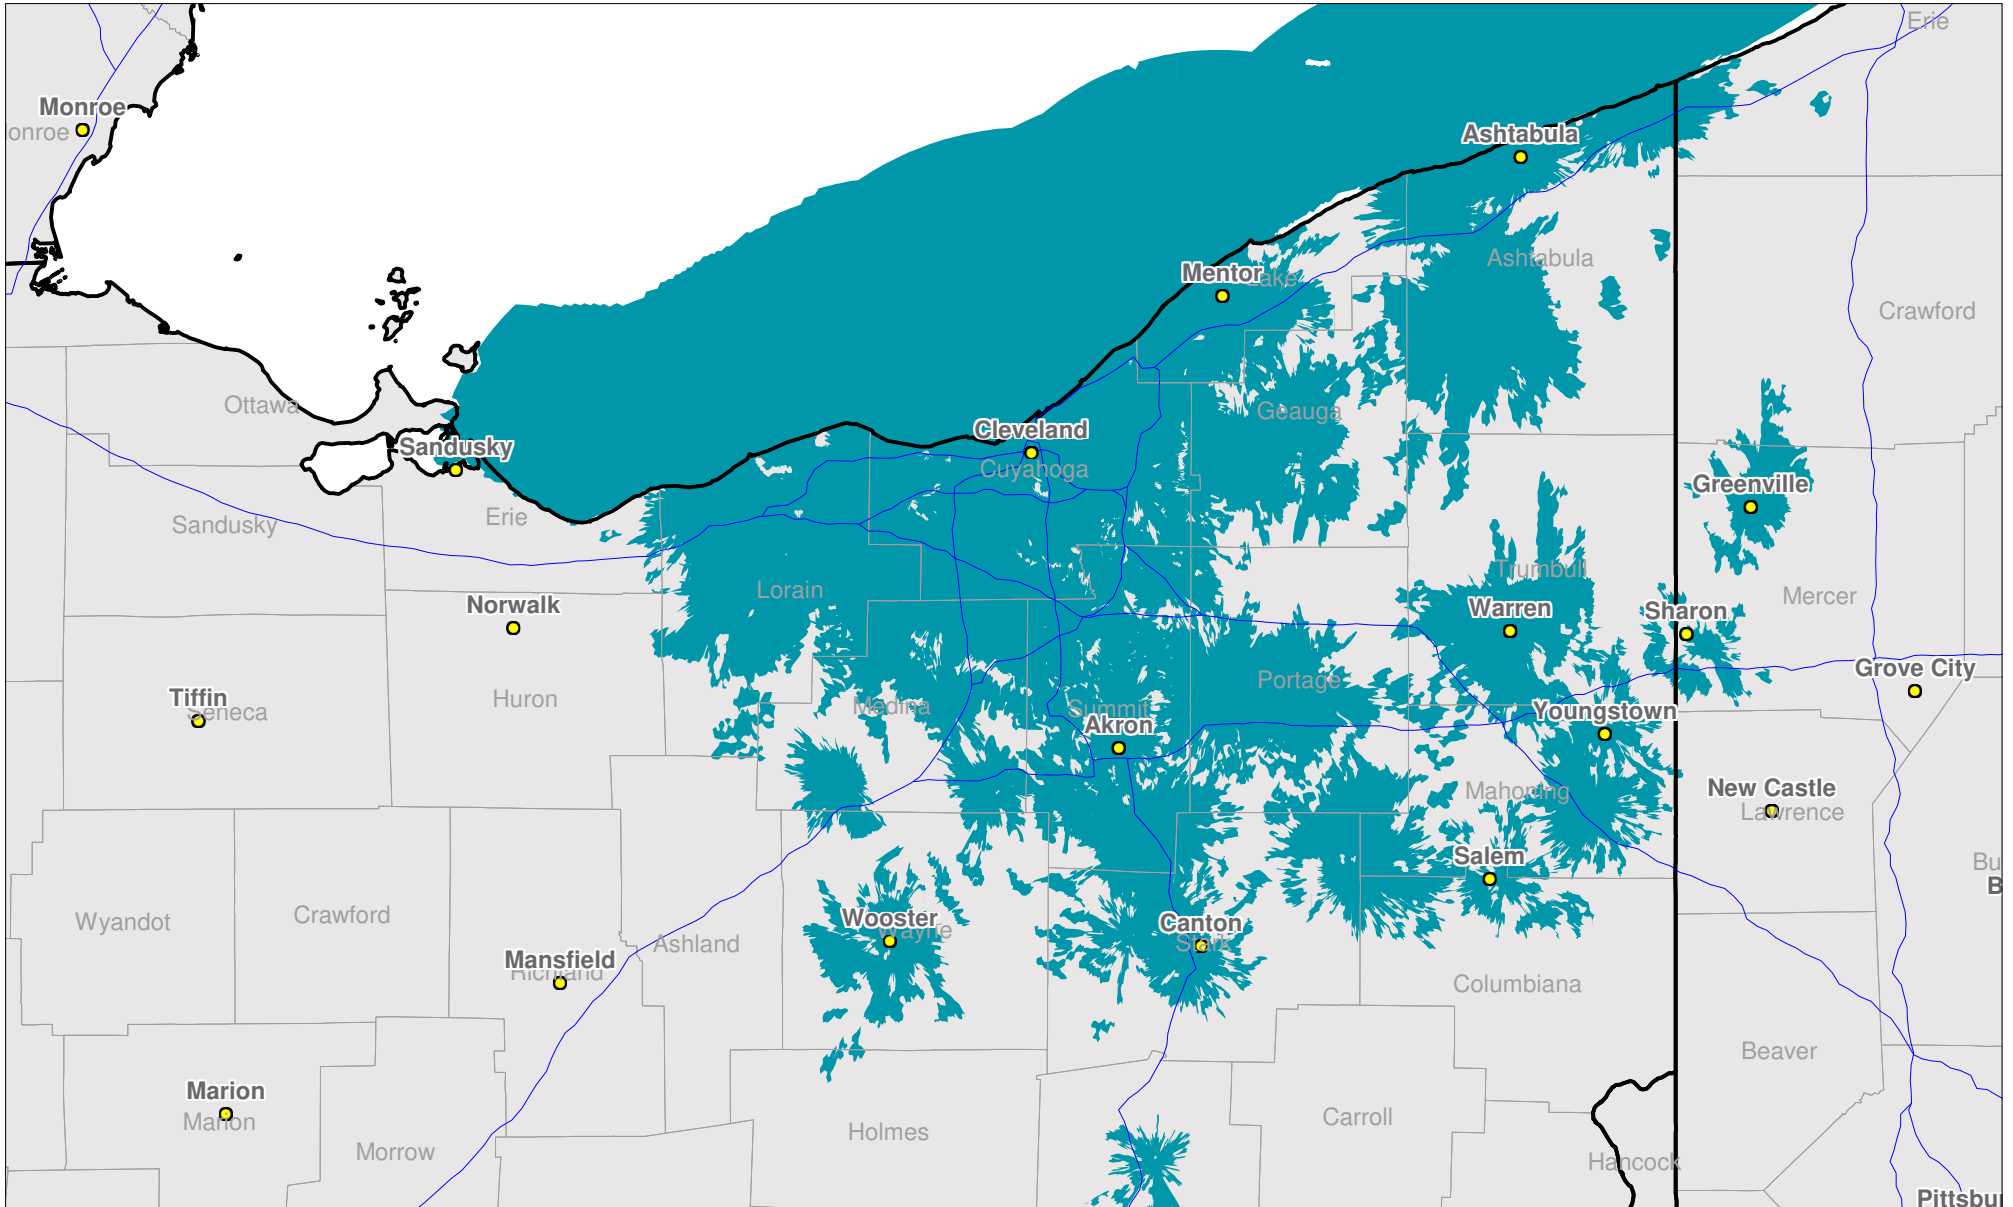 Erie
Monroe
onroe
Ashtabula
Ashtabula
Mentor
Lake
Crawford
Ottawa
Geauga
Cleveland
Sandusky
Cuyahoga
Greenville
Erie
Sandusky
Trumbull
Lorain
Mercer
Norwalk
Warren
Sharon
Grove City
Portage
Tiffin
Seneca
Huron
Medina
Summit
Akron
Youngstown
Mahoning
New Castle
Lawrence
Salem
Bu
B
Wyandot
Crawford
Wooster
Wayne
Canton
Stark
Ashland
Mansfield
Richland
Columbiana
Beaver
Marion
Marion
Carroll
Holmes
Morrow
Hancock
Pittsbur